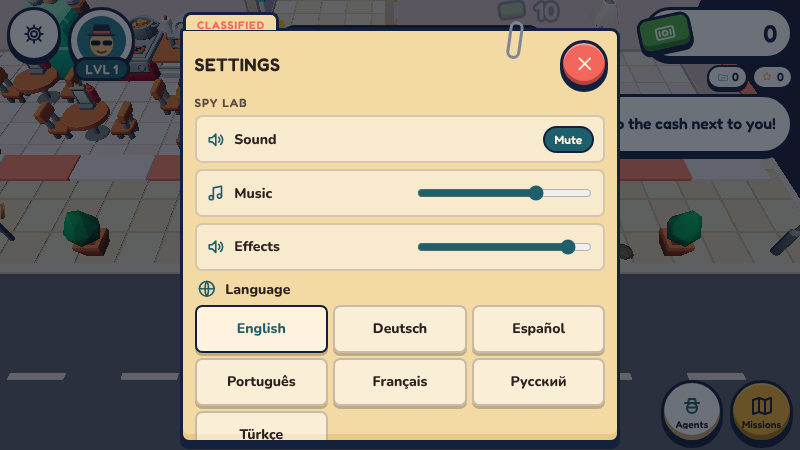 CLASSIFIED
10
SETTINGS
0
LVL 1
SPY LAB
0
0
Sound
Mute
the cash next to you!
Music
Effects
Language
English
Deutsch
Español
Português
Français
Русский
Türkçe
Agents
Missions